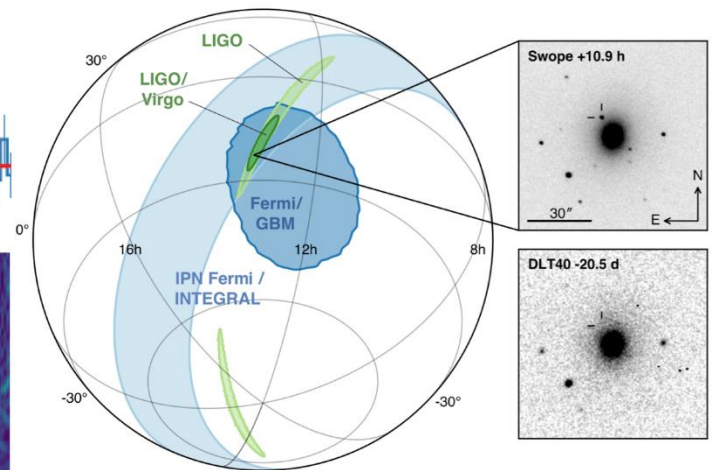 LIGO
30°
LIGO/
Virgo
Swope +10.9 h
N
30″
E
Fermi/
GBM
0°
16h
12h
8h
IPN Fermi /
INTEGRAL
DLT40 -20.5 d
-30°
-30°